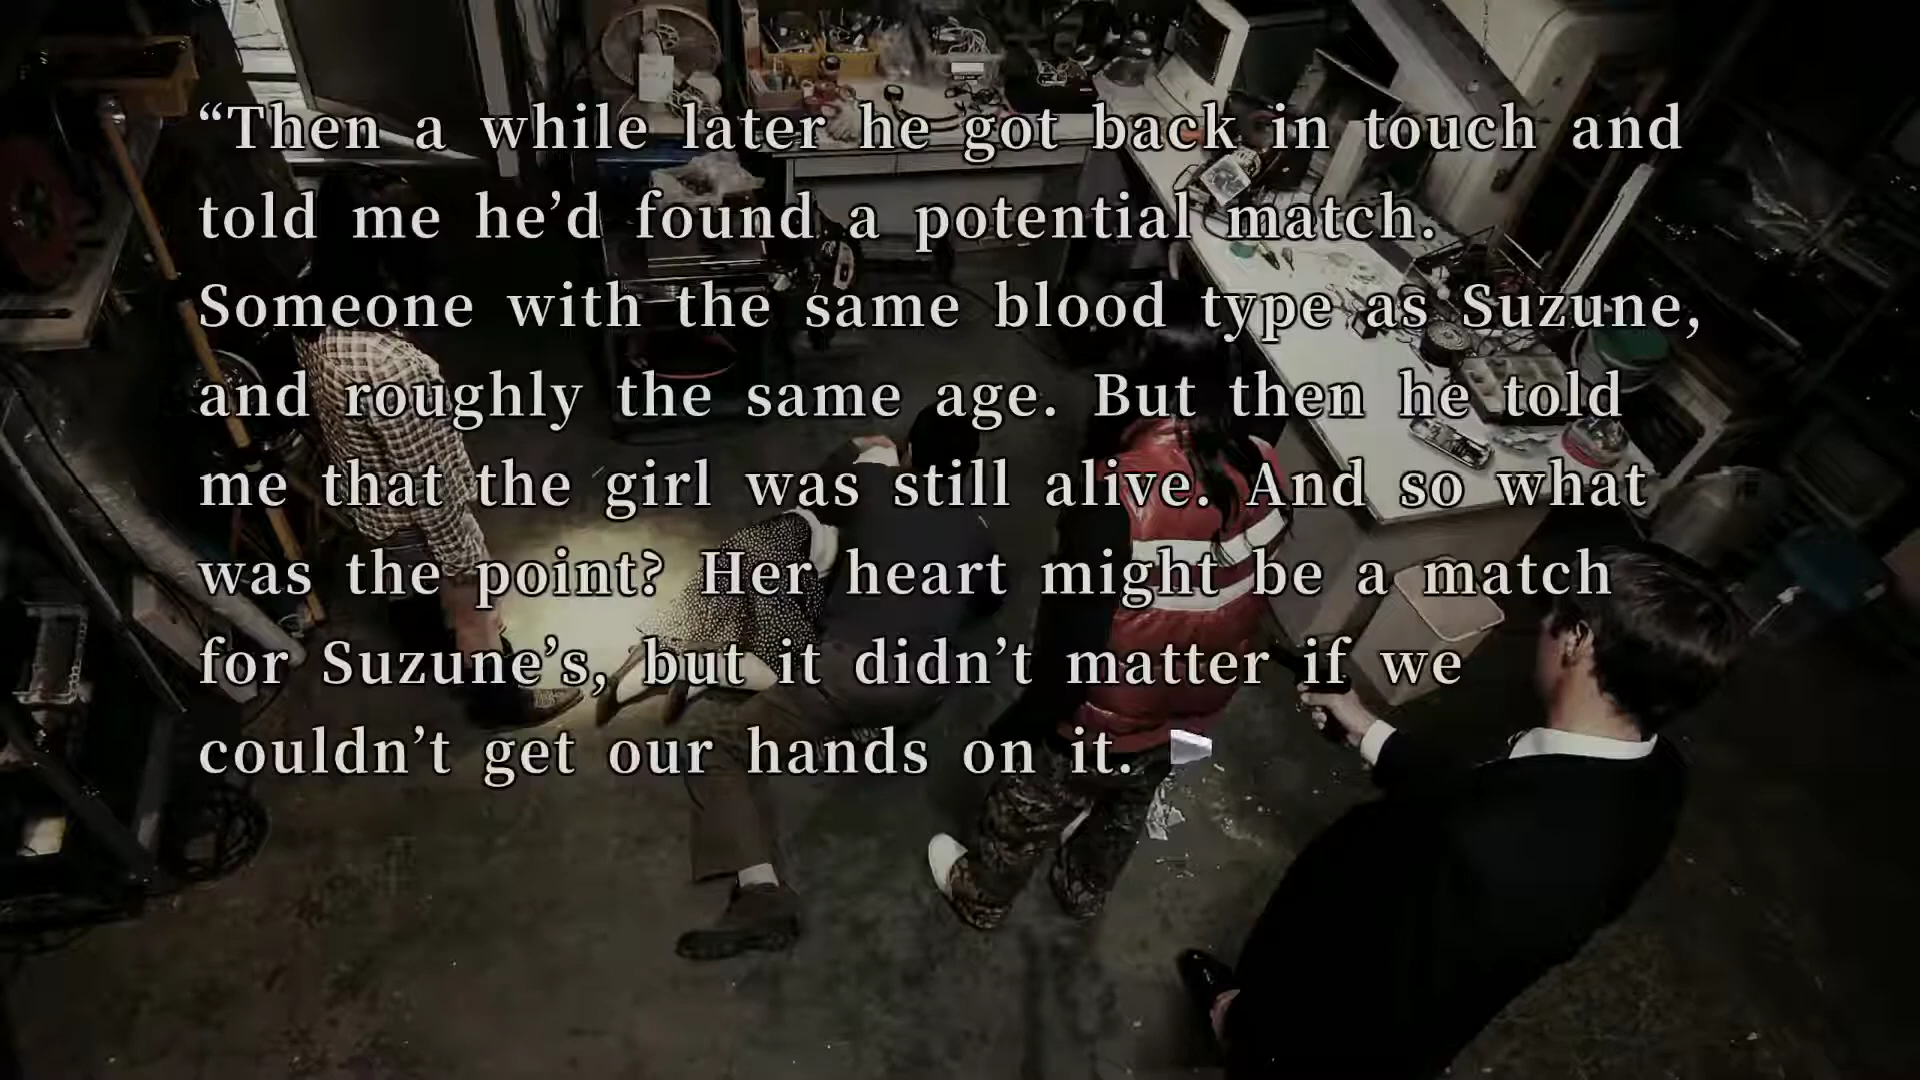 “Then a while later he got back in touch and
told me he’d found a potential match.
Someone with the same blood type as Suzune,
and roughly the same age. But then he told
me that the girl was still alive. And so what
was the point? Her heart might be a match
for Suzune’s, but it didn’t matter if we
couldn’t get our hands on it.